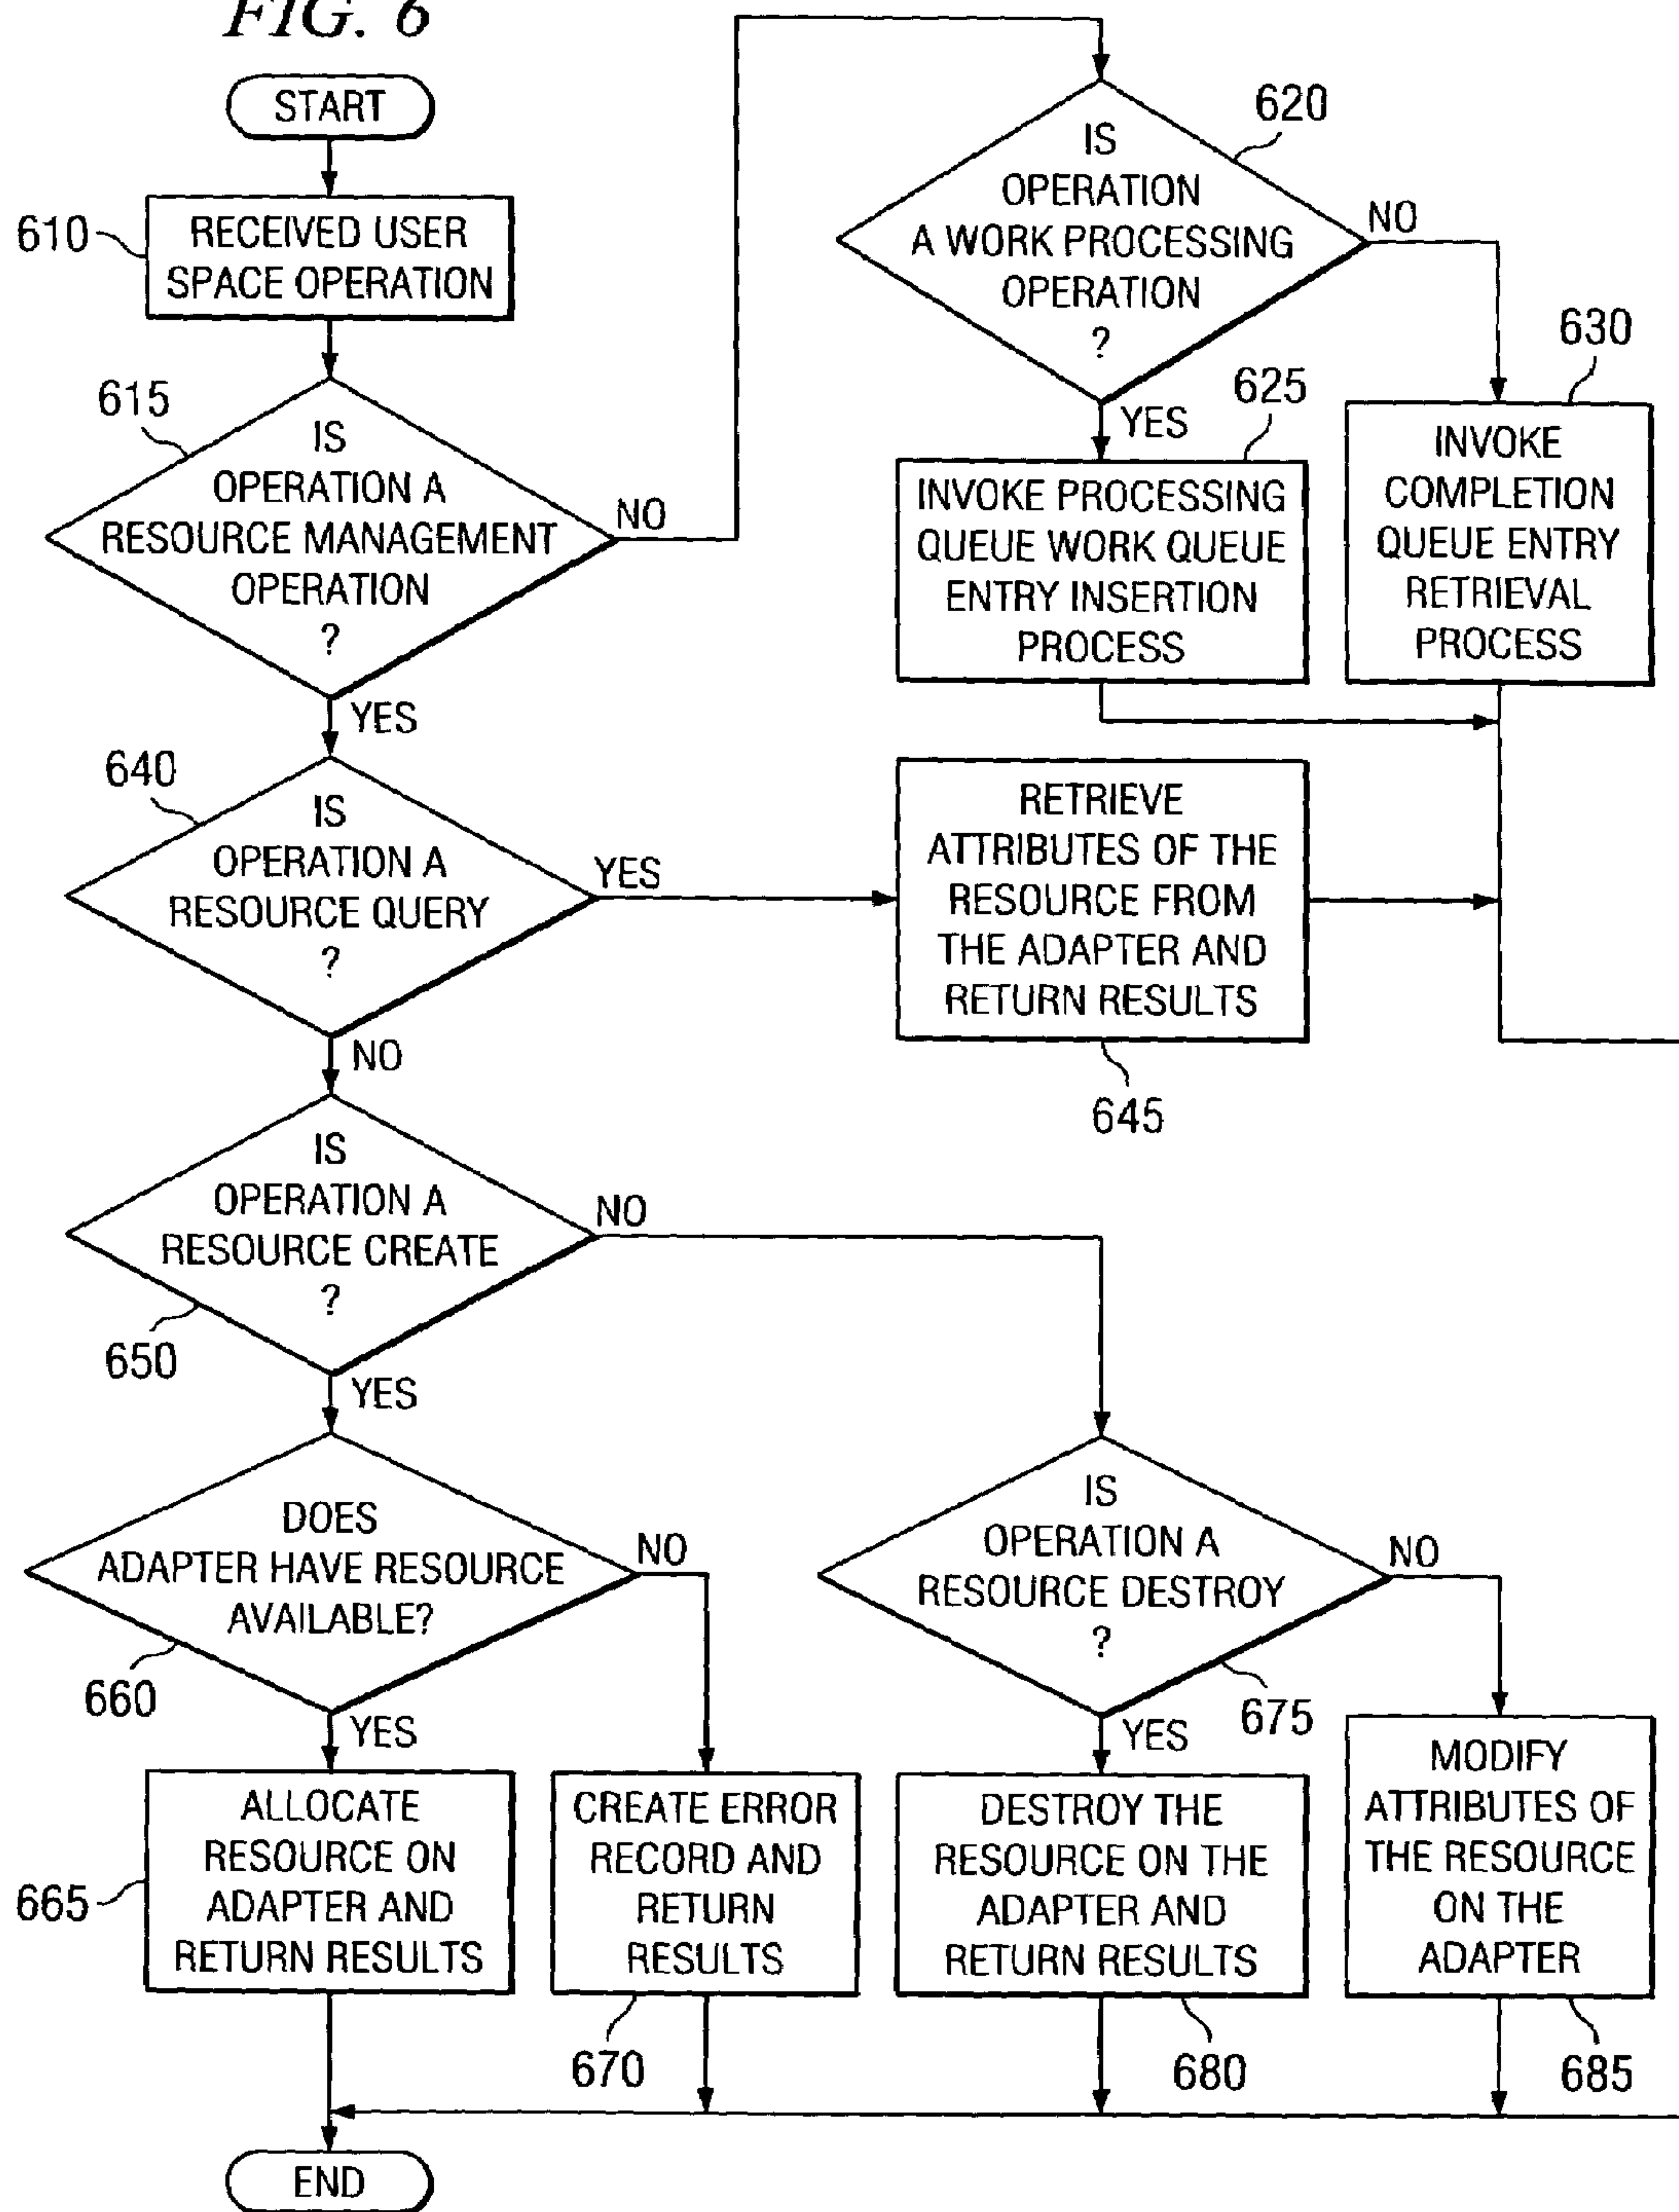 FIG. 6
START
610
RECEIVED USER
SPACE OPERATION
615
IS
OPERATION A
RESOURCE MANAGEMENT
OPERATION
?
NO
YES
620
IS
OPERATION
A WORK PROCESSING
OPERATION
?
NO
YES
625
INVOKE PROCESSING
QUEUE WORK QUEUE
ENTRY INSERTION
PROCESS
630
INVOKE
COMPLETION
QUEUE ENTRY
RETRIEVAL
PROCESS
640
IS
OPERATION A
RESOURCE QUERY
?
YES
NO
RETRIEVE
ATTRIBUTES OF THE
RESOURCE FROM
THE ADAPTER AND
RETURN RESULTS
645
IS
OPERATION A
RESOURCE CREATE
?
650
NO
YES
DOES
ADAPTER HAVE RESOURCE
AVAILABLE?
660
NO
YES
IS
OPERATION A
RESOURCE DESTROY
?
675
NO
YES
665
ALLOCATE
RESOURCE ON
ADAPTER AND
RETURN RESULTS
CREATE ERROR
RECORD AND
RETURN
RESULTS
670
DESTROY THE
RESOURCE ON THE
ADAPTER AND
RETURN RESULTS
680
MODIFY
ATTRIBUTES OF
THE RESOURCE
ON THE
ADAPTER
685
END